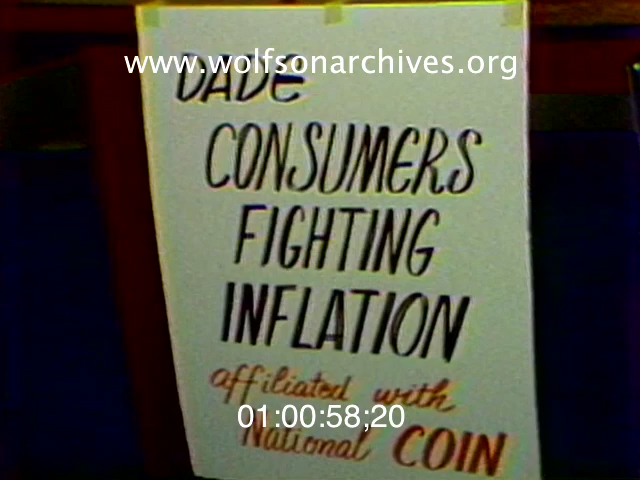 www.wolfsonarchives.org
DADE
CONSUMERS
FIGHTING
INFLATION
affiliated with
01:00:58;20
National COIN